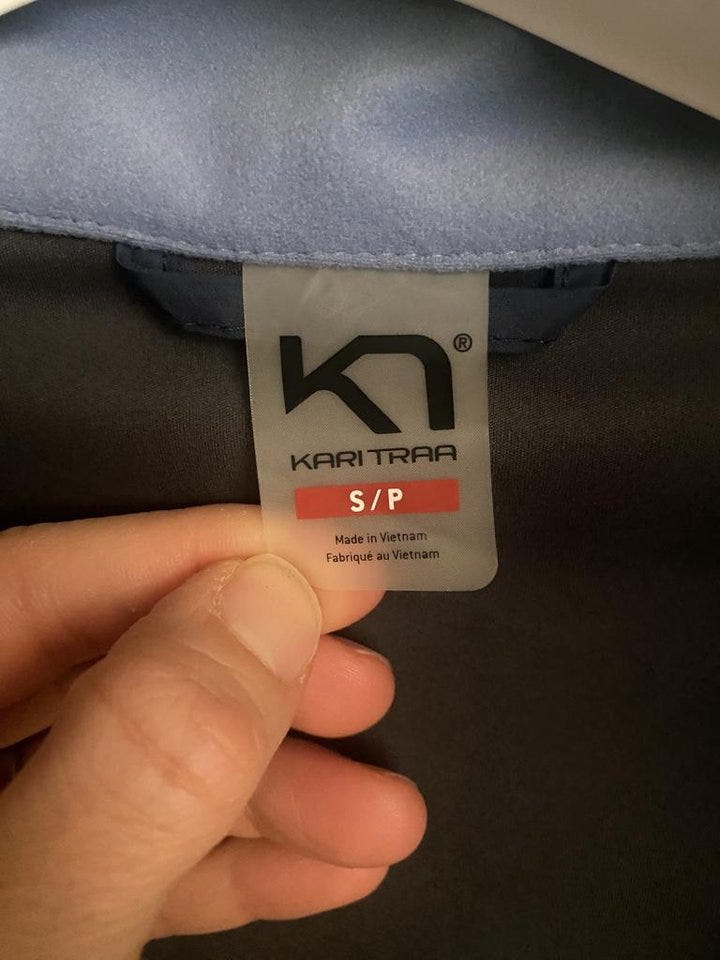 ®
KARI TRAA
S/P
Made in Vietnam
Fabriqué au Vietnam